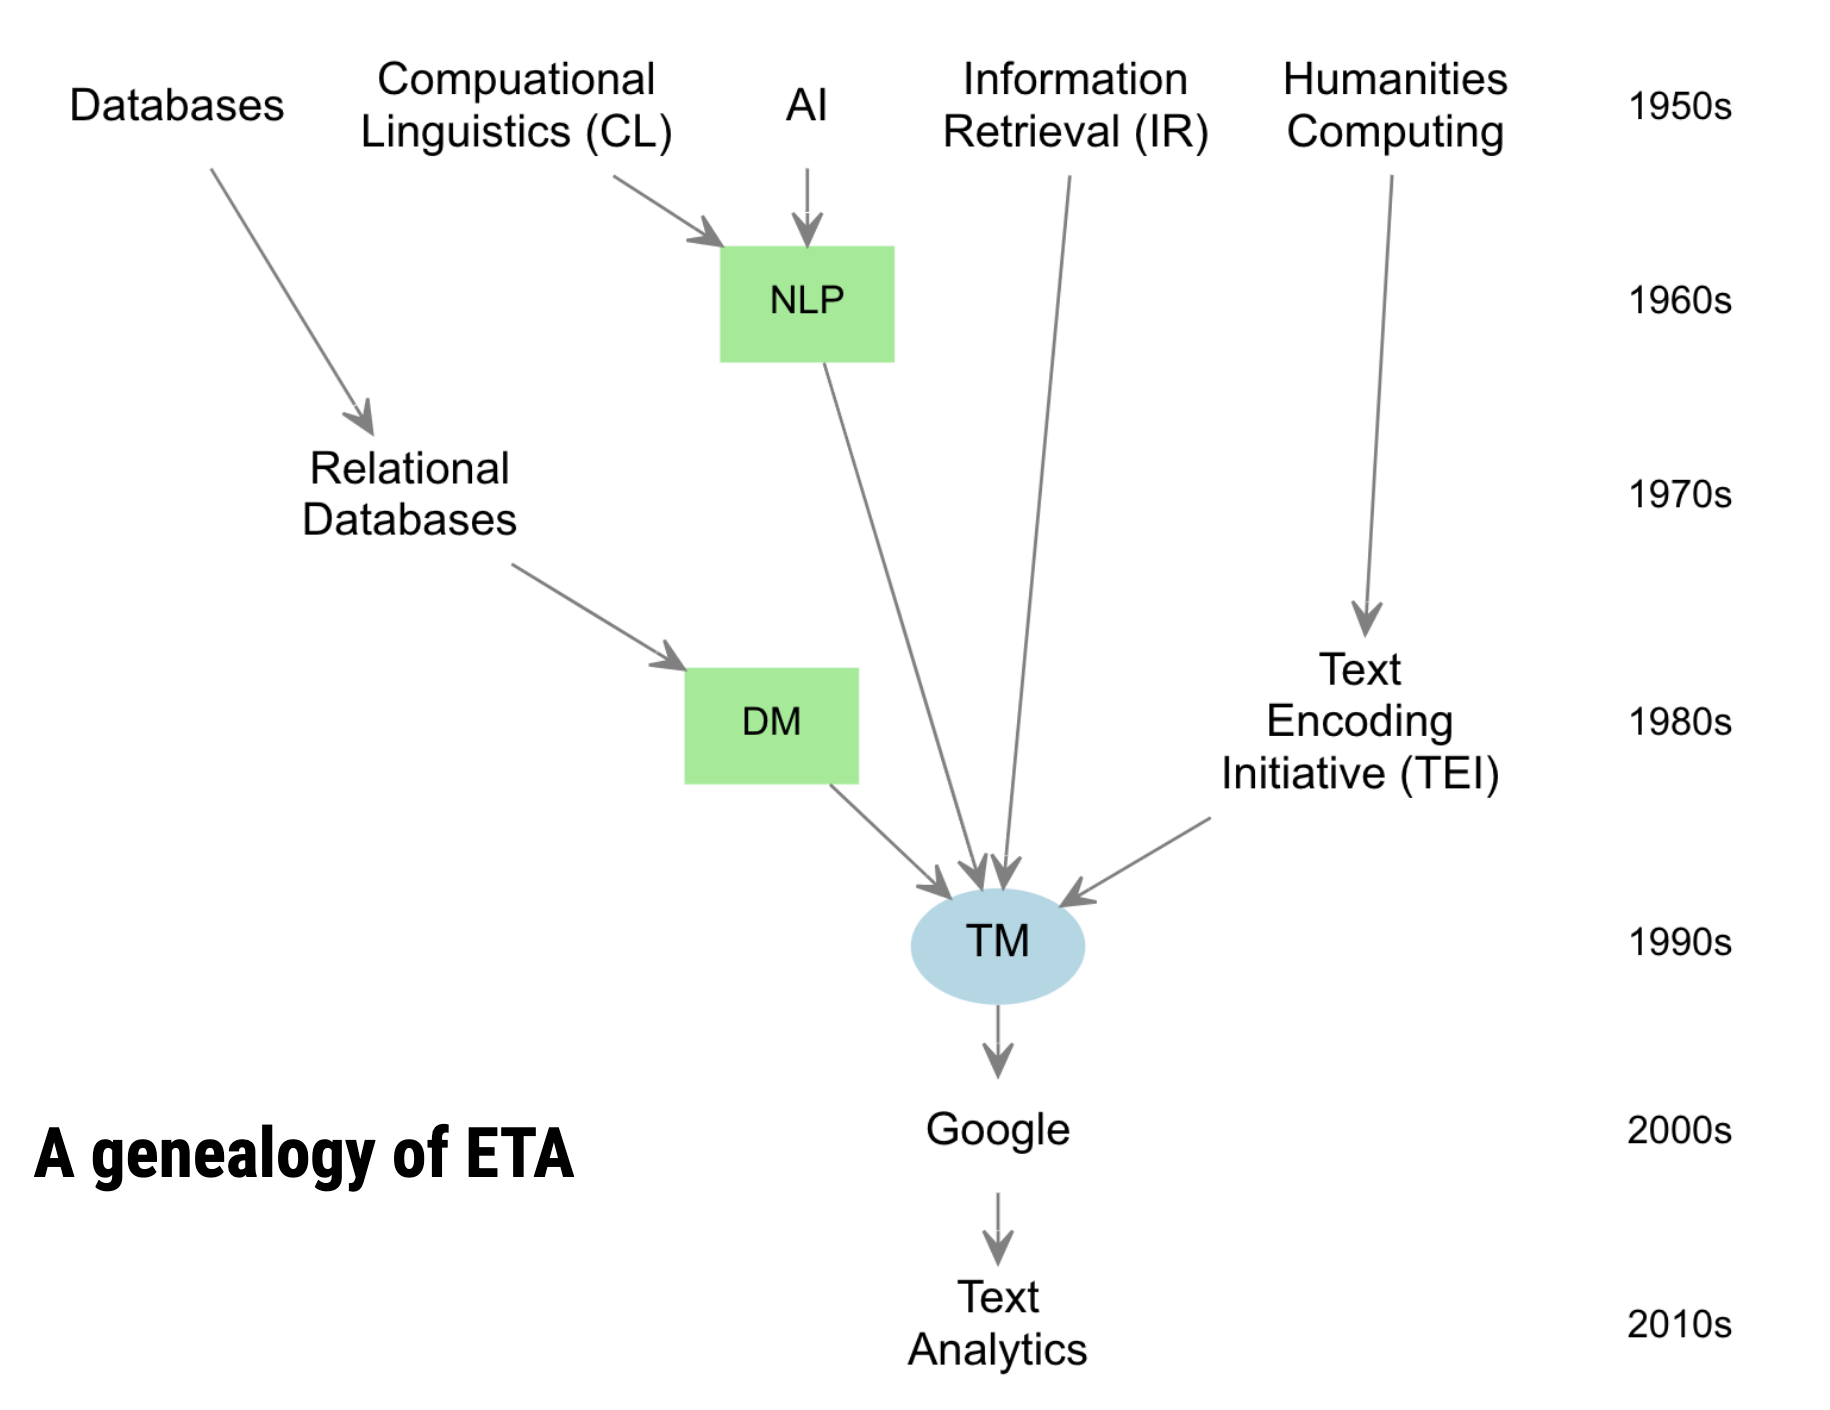 Databases
Compuational
Linguistics (CL)
AI
Information
Retrieval (IR)
Humanities
Computing
1950s
NLP
1960s
Relational
Databases
1970s
DM
Text
Encoding
Initiative (TEI)
1980s
TM
1990s
A genealogy of ETA
Google
2000s
Text
Analytics
2010s